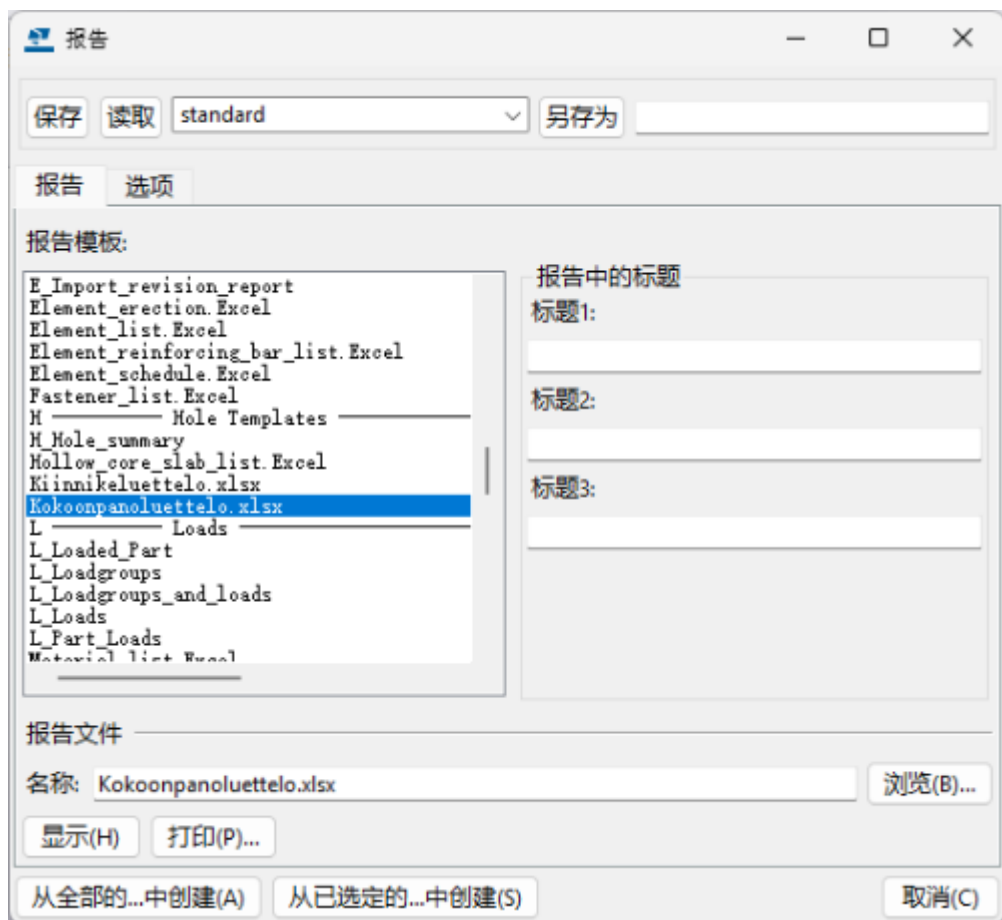 报告
保存 读取 standard 另存为
报告 选项
报告模板:
E_Import_revision_report
Element_erection.Excel
Element_list.Excel
Element_reinforcing_bar_list.Excel
Element_schedule.Excel
Fastener_list.Excel
H ——— Hole Templates ———
H_Hole_summary
Hollow_core_slab_list.Excel
Kiinnikeluettelo.xlsx
Kokoonpanoluettelo.xlsx
L ——— Loads ———
L_Loaded_Part
L_Loadgroups
L_Loadgroups_and_loads
L_Loads
L_Part_Loads
Material_list.Excel
报告中的标题
标题1:
标题2:
标题3:
报告文件
名称: Kokoonpanoluettelo.xlsx 浏览(B)...
显示(H) 打印(P)...
从全部的...中创建(A) 从已选定的...中创建(S) 取消(C)